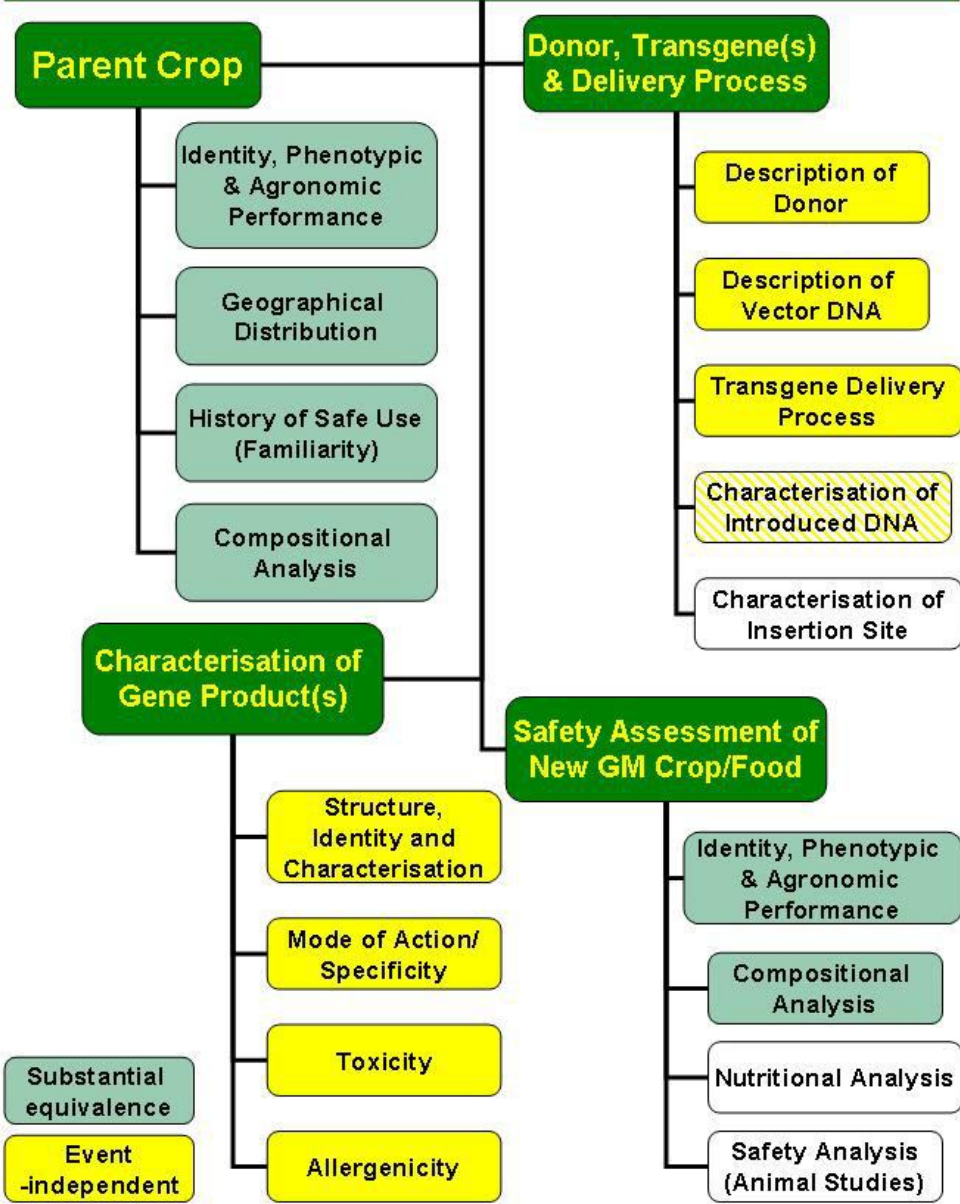 Parent Crop
Identity, Phenotypic
& Agronomic
Performance
Geographical
Distribution
History of Safe Use
(Familiarity)
Compositional
Analysis
Donor, Transgene(s)
& Delivery Process
Description of
Donor
Description of
Vector DNA
Transgene Delivery
Process
Characterisation of
Introduced DNA
Characterisation of
Insertion Site
Characterisation of
Gene Product(s)
Structure,
Identity and
Characterisation
Mode of Action/
Specificity
Toxicity
Allergenicity
Safety Assessment of
New GM Crop/Food
Identity, Phenotypic
& Agronomic
Performance
Compositional
Analysis
Nutritional Analysis
Safety Analysis
(Animal Studies)
Substantial
equivalence
Event
-independent